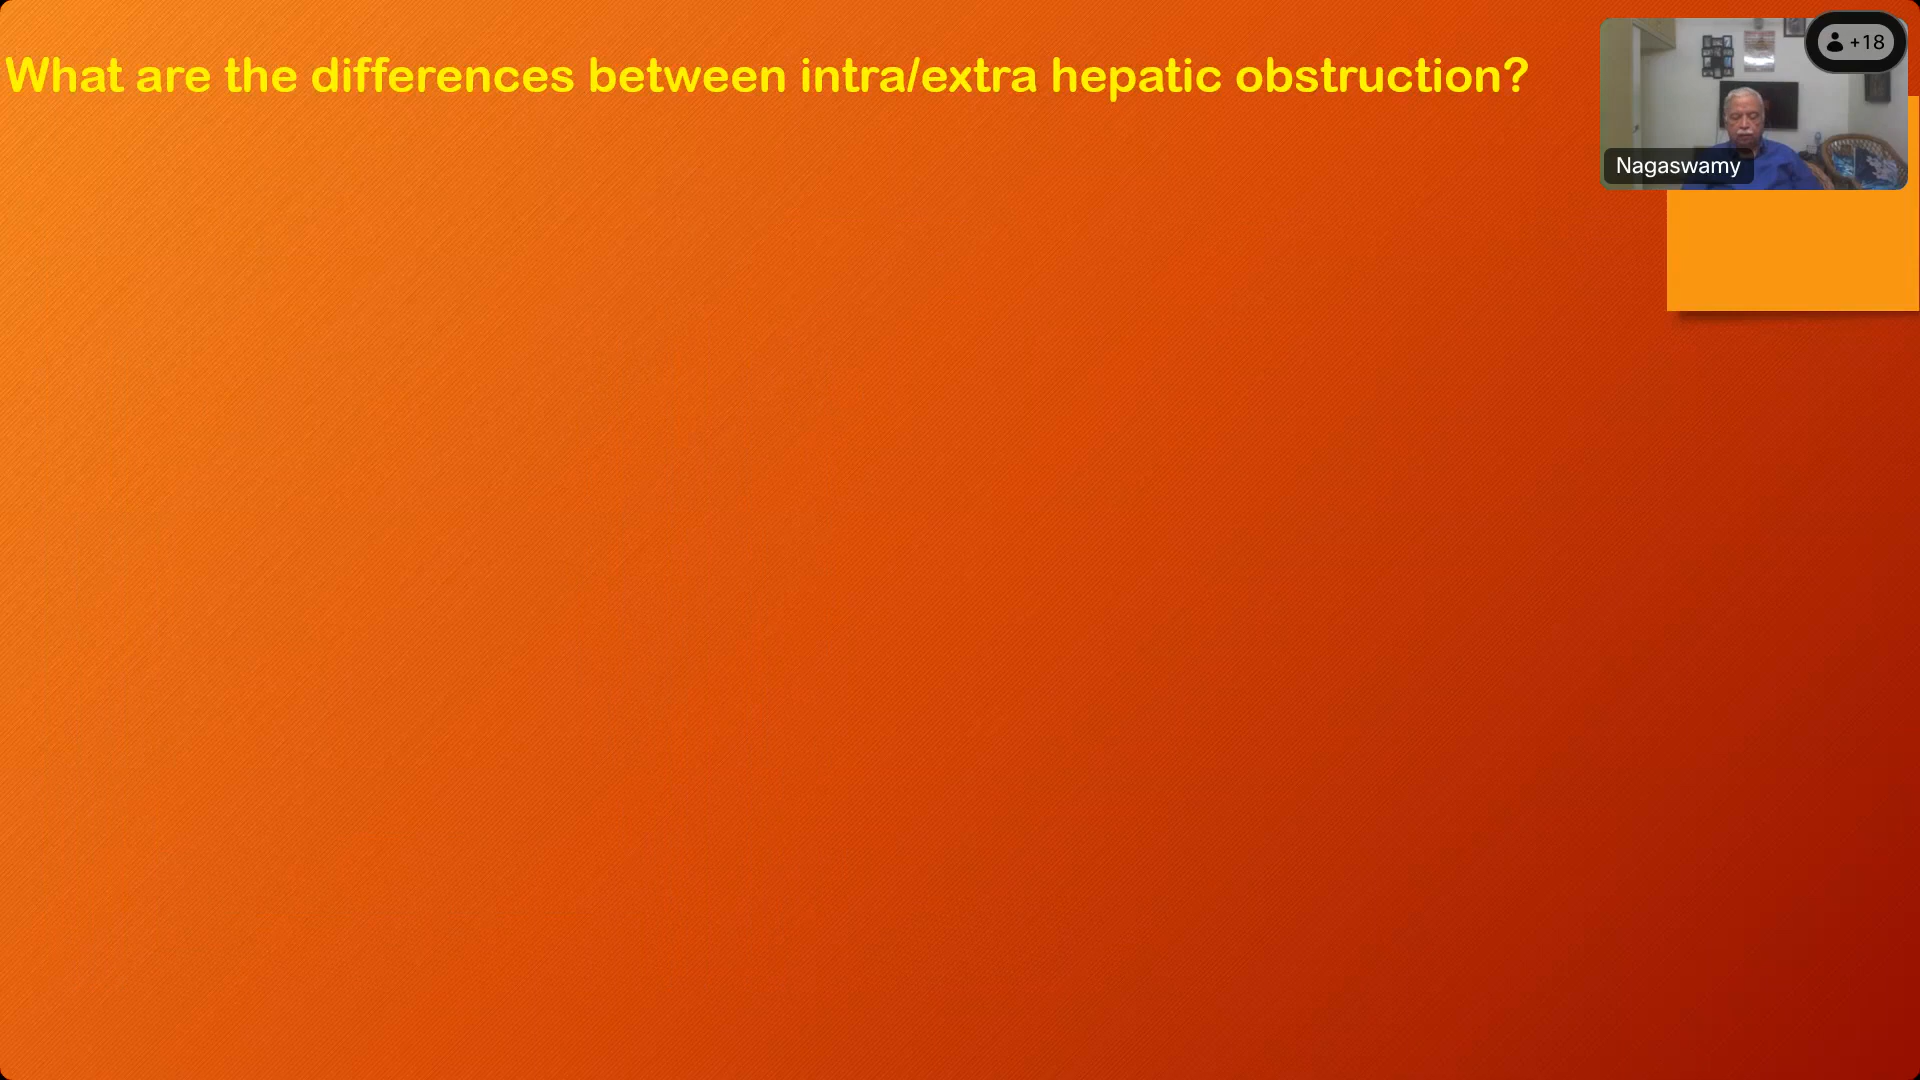 What are the differences between intra/extra hepatic obstruction?
+18
Nagaswamy